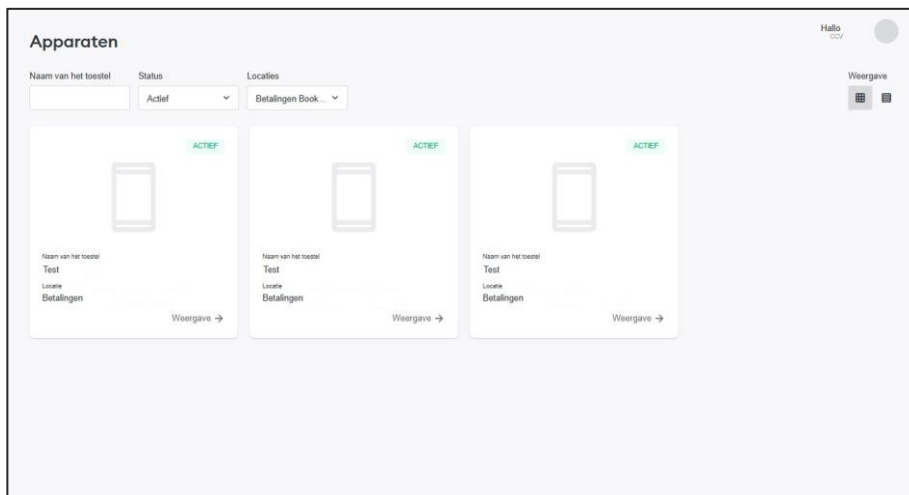 Hallo
CCV
Apparaten
Naam van het toestel Status Locaties Weergave
Actief Betalingen Book...
ACTIEF ACTIEF ACTIEF
Naam van het toestel Naam van het toestel Naam van het toestel
Test Test Test
Locatie Locatie Locatie
Betalingen Betalingen Betalingen
Weergave → Weergave → Weergave →